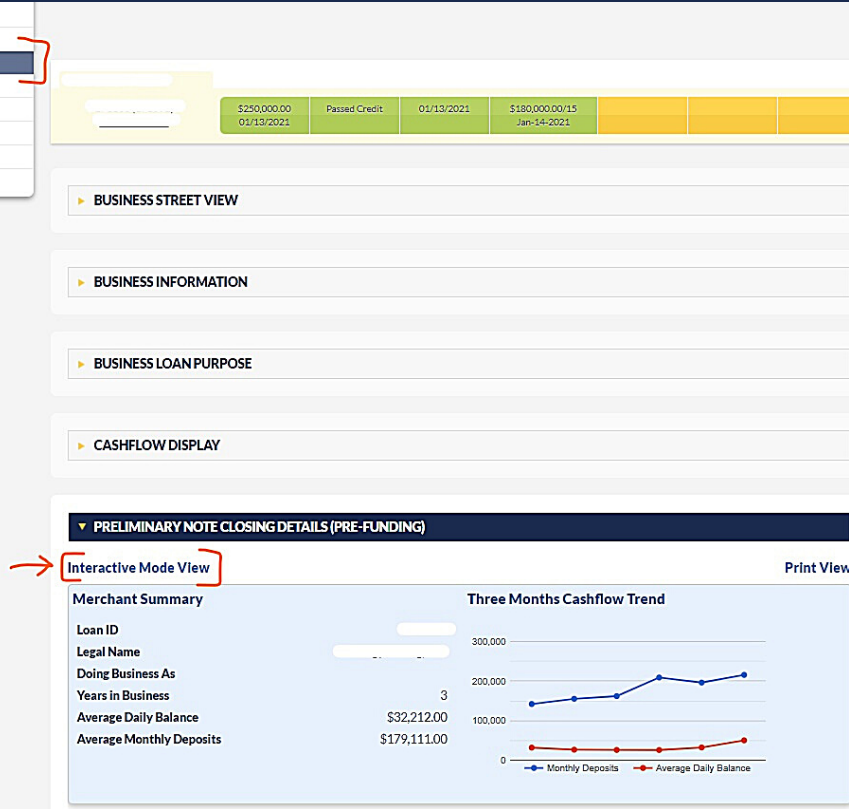 $250,000.00 Passed Credit 01/13/2021 $180,000.00/15
01/13/2021 Jan-14-2021
BUSINESS STREET VIEW
BUSINESS INFORMATION
BUSINESS LOAN PURPOSE
CASHFLOW DISPLAY
PRELIMINARY NOTE CLOSING DETAILS (PRE-FUNDING)
Interactive Mode View Print View
Merchant Summary Three Months Cashflow Trend
Loan ID
Legal Name
Doing Business As
Years in Business 3
Average Daily Balance $32,212.00
Average Monthly Deposits $179,111.00
300,000
200,000
100,000
0
Monthly Deposits Average Daily Balance